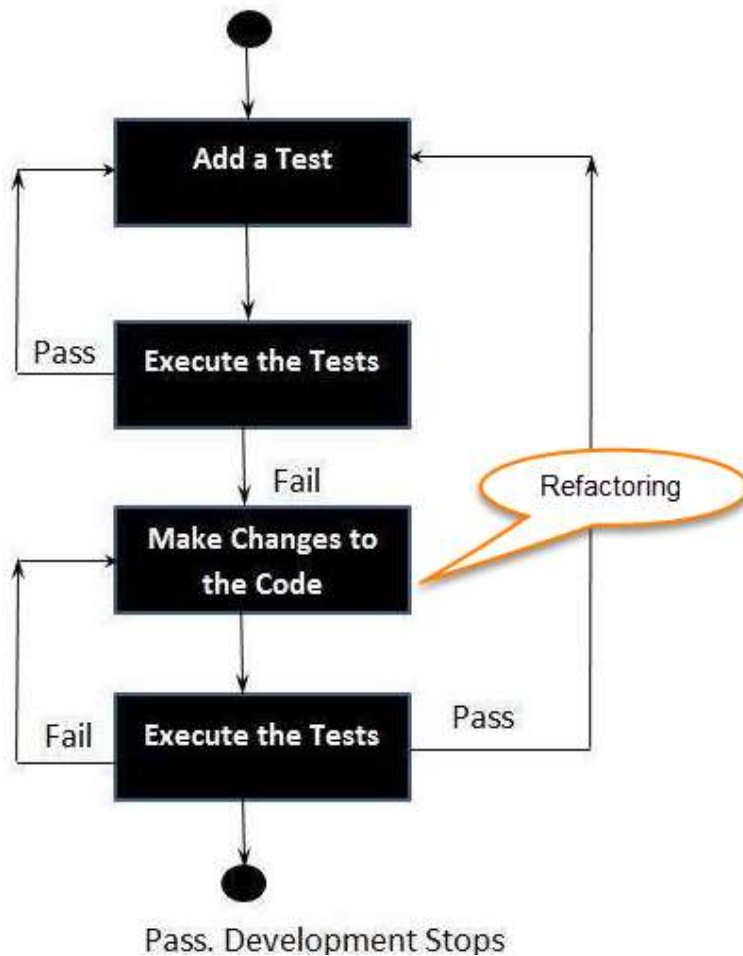 Add a Test
Pass
Execute the Tests
Fail
Refactoring
Make Changes to
the Code
Fail
Execute the Tests
Pass
Pass. Development Stops